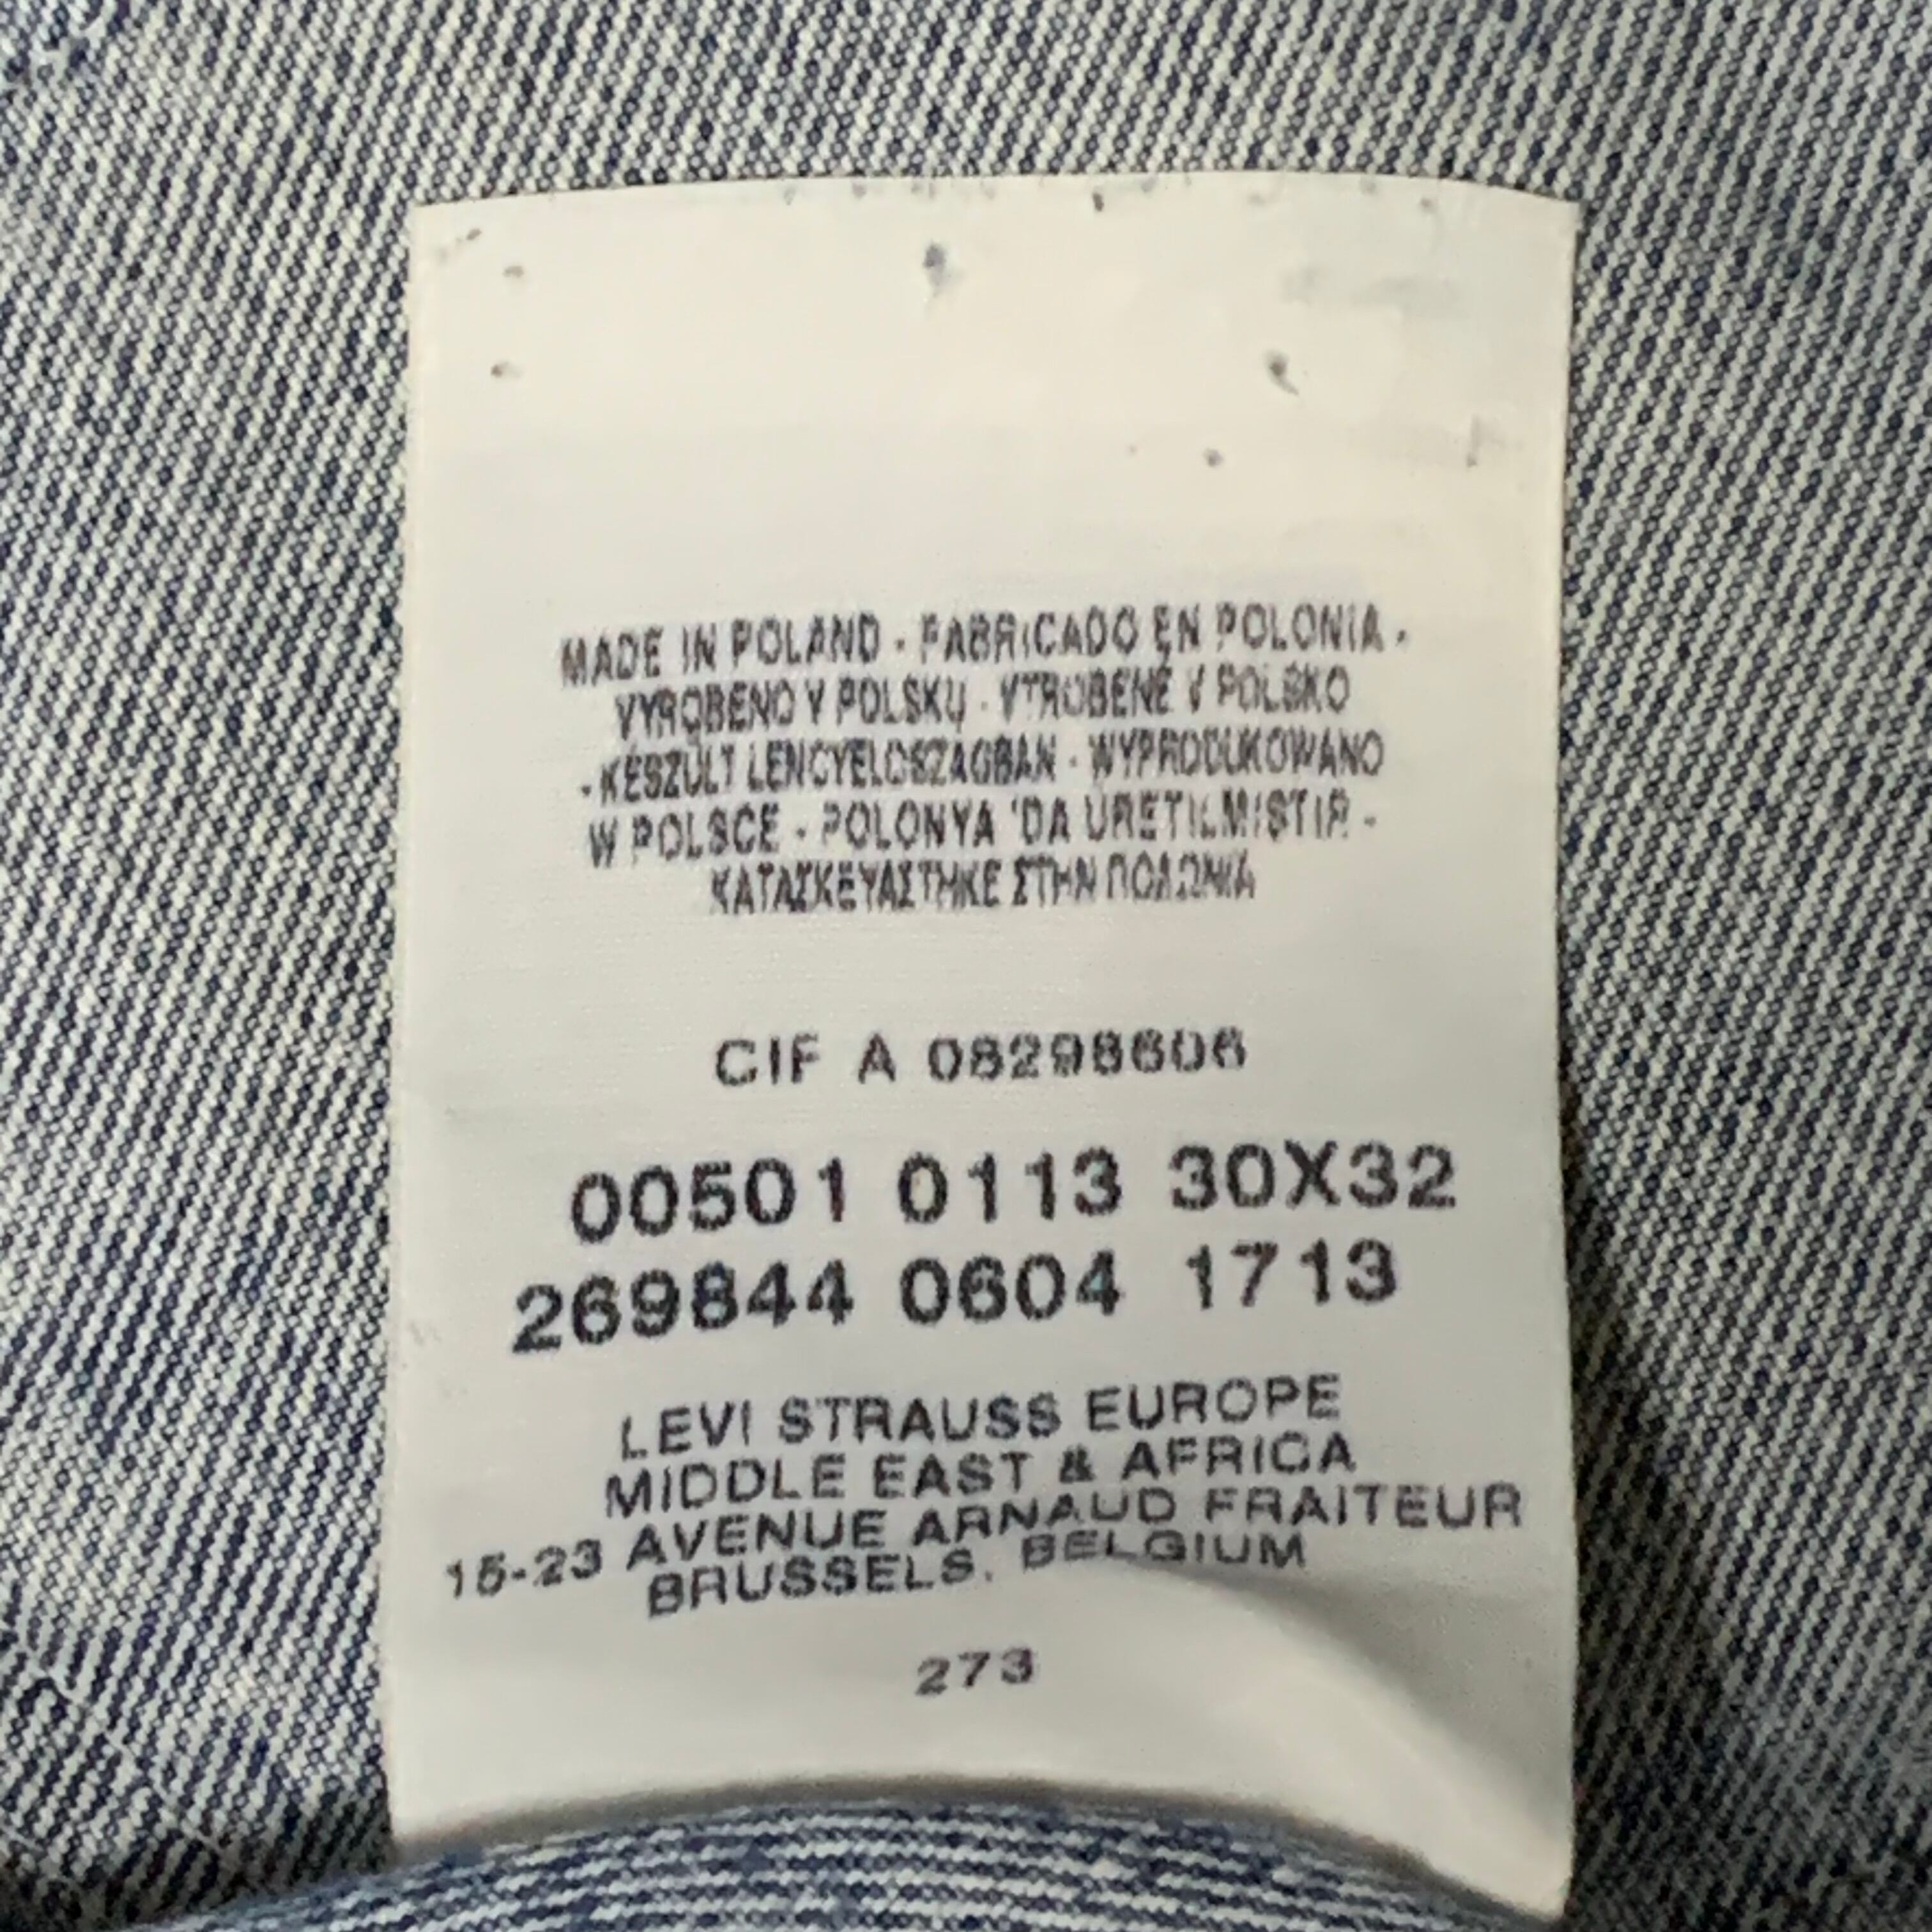 MADE IN POLAND - FABRICADO EN POLONIA -
VYROBENO V POLSKU - VYROBENÉ V POLSKO
- KÉSZÜLT LENGYELOSZAGBAN - WYPRODUKOWANO
W POLSCE - POLONYA 'DA URETILMISTIR -
ΚΑΤΑΣΚΕΥΑΣΤΗΚΕ ΣΤΗΝ ΠΟΛΩΝΙΑ
CIF A 08298606
00501 0113 30X32
269844 0604 1713
LEVI STRAUSS EUROPE
MIDDLE EAST & AFRICA
15-23 AVENUE ARNAUD FRAITEUR
BRUSSELS, BELGIUM
273